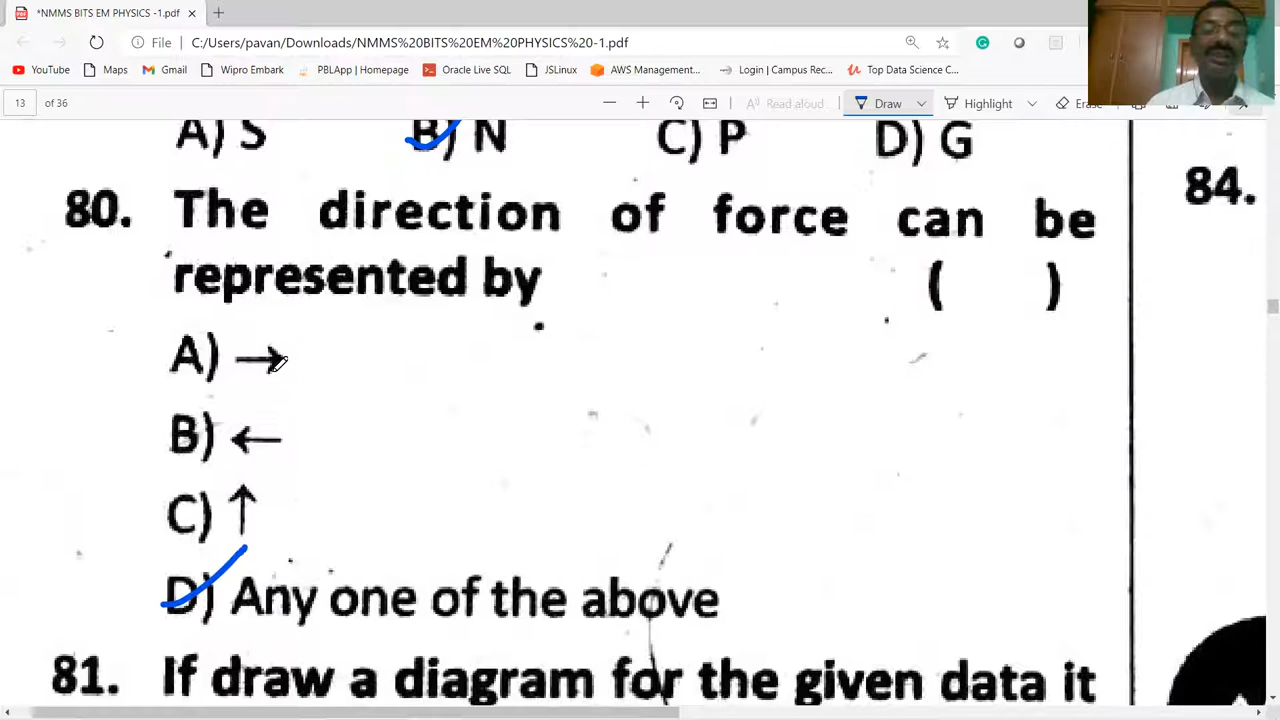 *NMMS BITS EM PHYSICS -1.pdf
File C:/Users/pavan/Downloads/NMMS%20BITS%20EM%20PHYSICS%20-1.pdf
YouTube Maps Gmail Wipro Embark PBLApp | Homepage Oracle Live SQL JSLinux AWS Management... Login | Campus Rec... Top Data Science C...
13 of 36 Read aloud Draw Highlight Erase
A) S B) N C) P D) G
80. The direction of force can be
represented by ( )
A) →
B) ←
C) ↑
D) Any one of the above
81. If draw a diagram for the given data it
84.